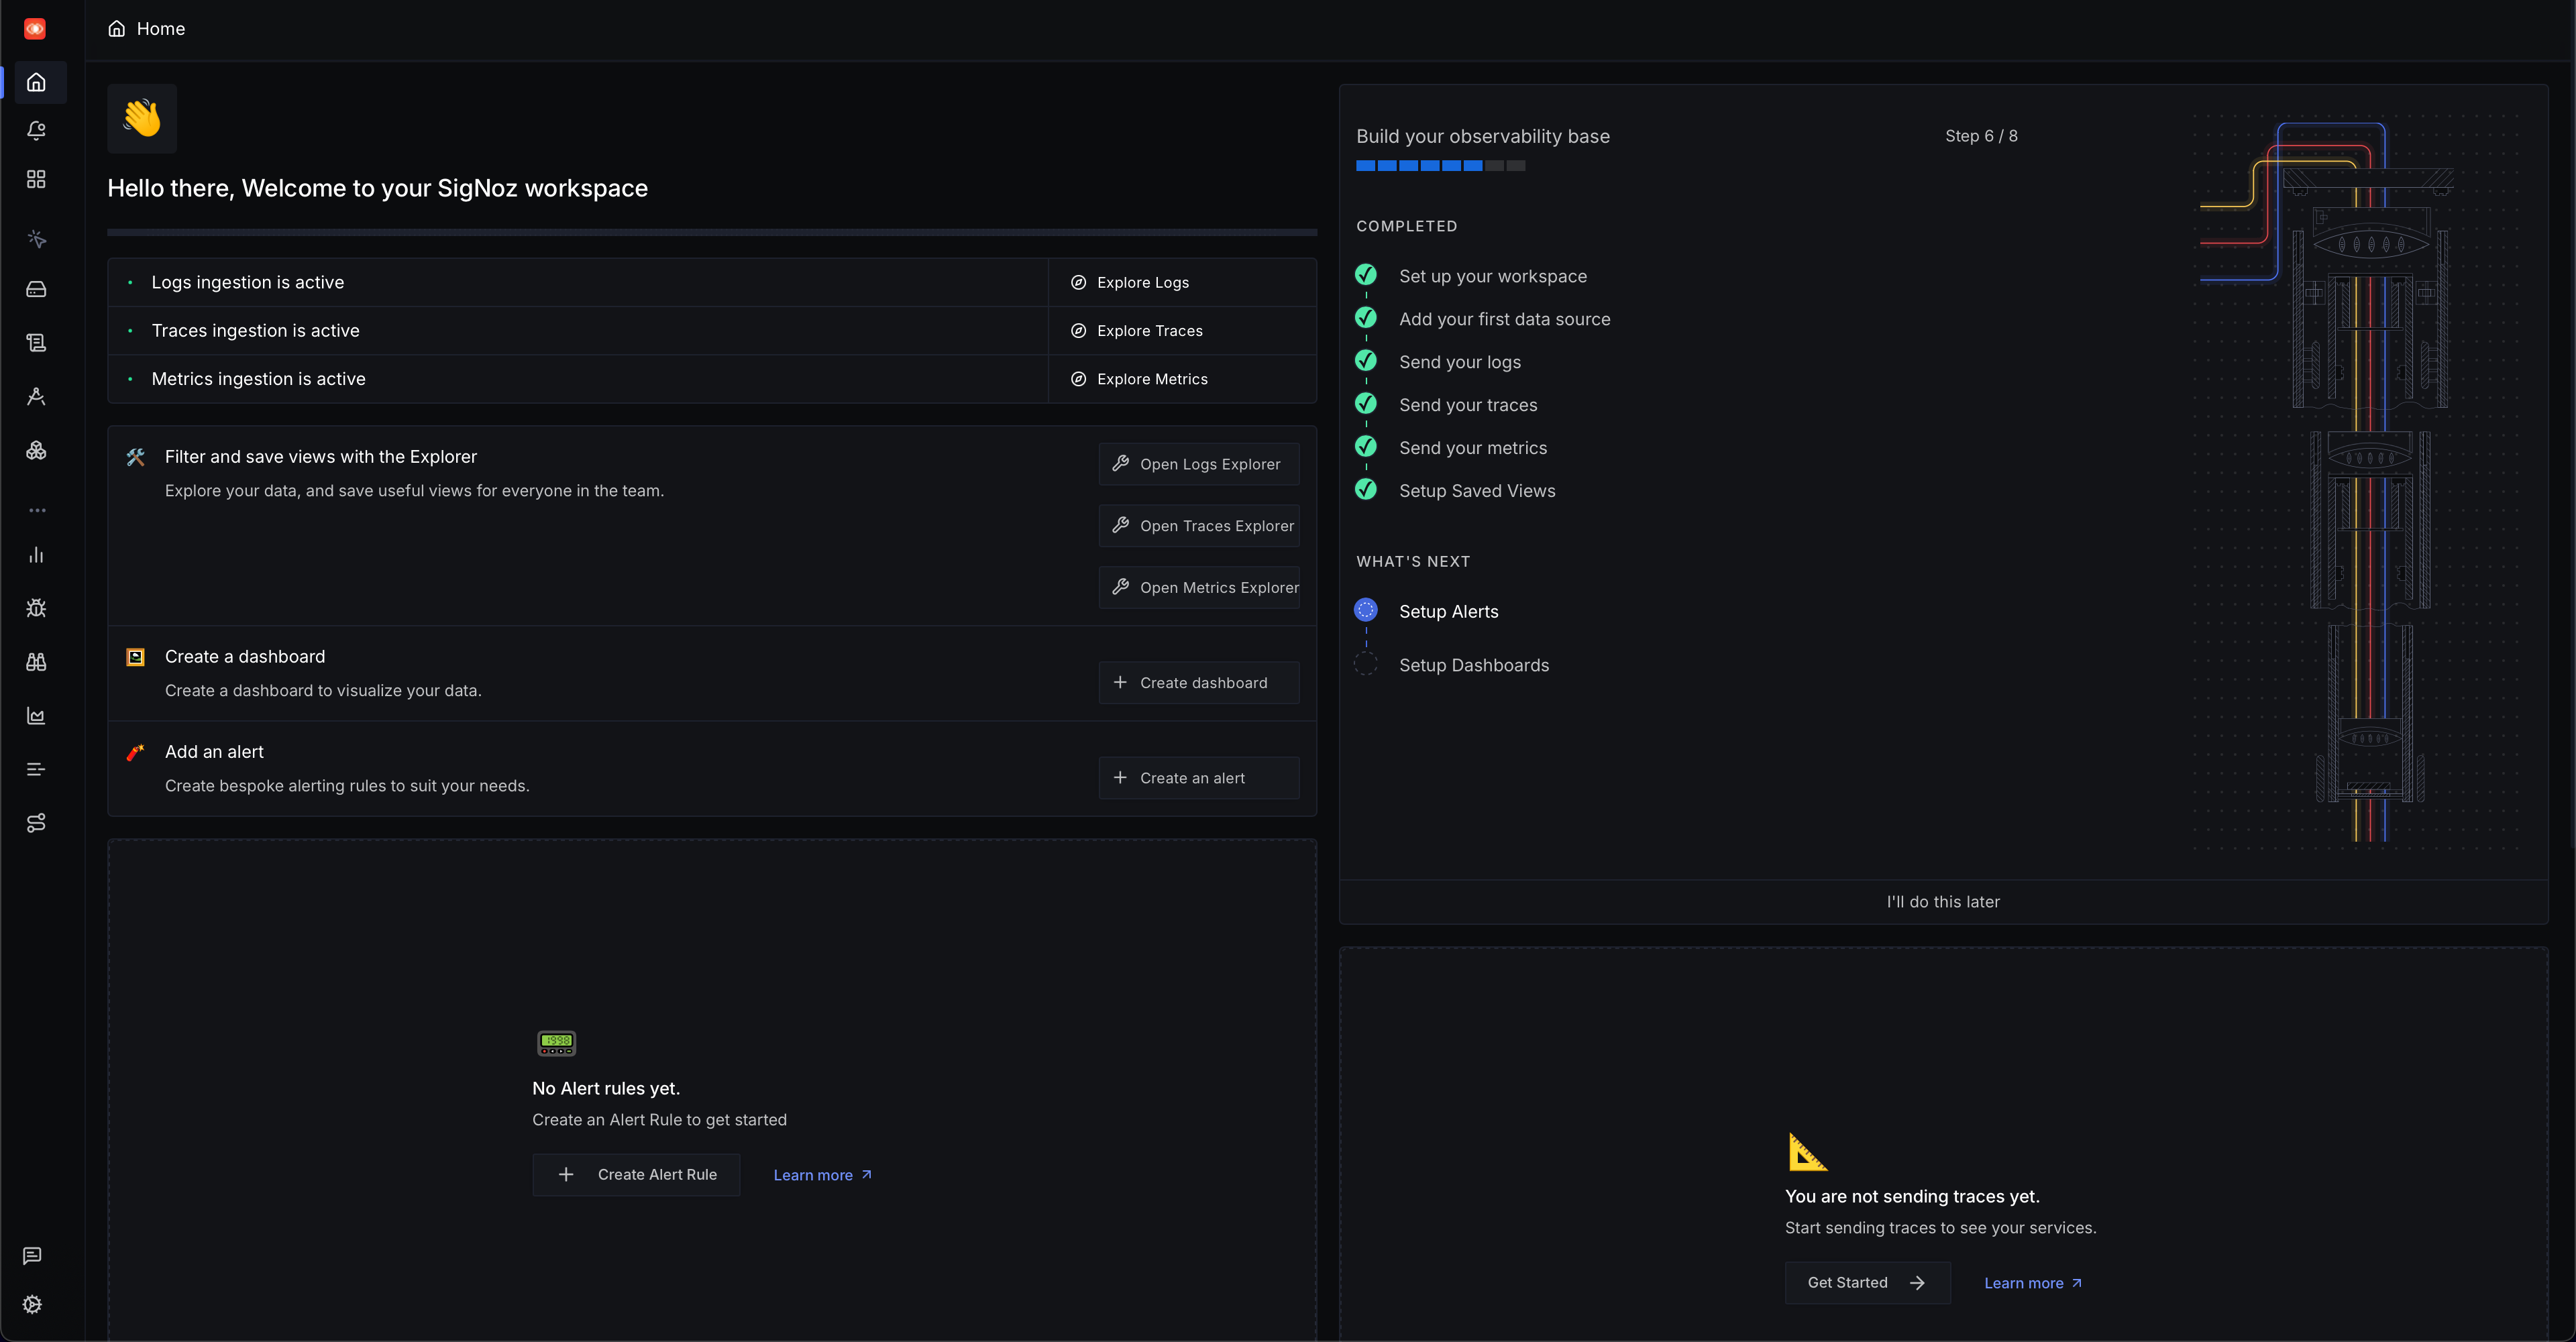 Home
Hello there, Welcome to your SigNoz workspace
Logs ingestion is active
Explore Logs
Traces ingestion is active
Explore Traces
Metrics ingestion is active
Explore Metrics
Filter and save views with the Explorer
Explore your data, and save useful views for everyone in the team.
Open Logs Explorer
Open Traces Explorer
Open Metrics Explorer
Create a dashboard
Create a dashboard to visualize your data.
Create dashboard
Add an alert
Create bespoke alerting rules to suit your needs.
Create an alert
1998
No Alert rules yet.
Create an Alert Rule to get started
Create Alert Rule
Learn more
Build your observability base
Step 6 / 8
COMPLETED
Set up your workspace
Add your first data source
Send your logs
Send your traces
Send your metrics
Setup Saved Views
WHAT'S NEXT
Setup Alerts
Setup Dashboards
I'll do this later
You are not sending traces yet.
Start sending traces to see your services.
Get Started
Learn more